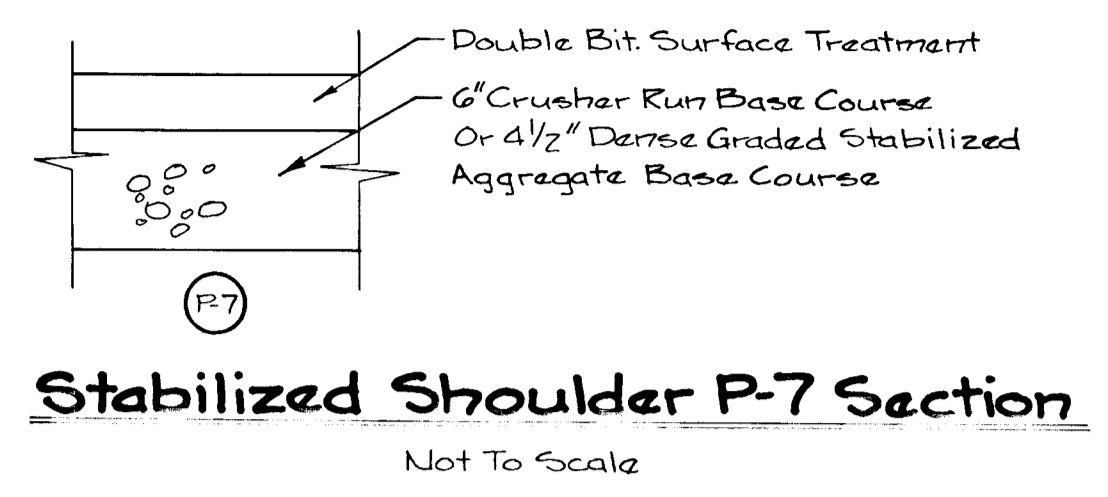 Double Bit. Surface Treatment
6" Crusher Run Base Course
Or 4 1/2" Dense Graded Stabilized
Aggregate Base Course
P-7
Stabilized Shoulder P-7 Section
Not To Scale